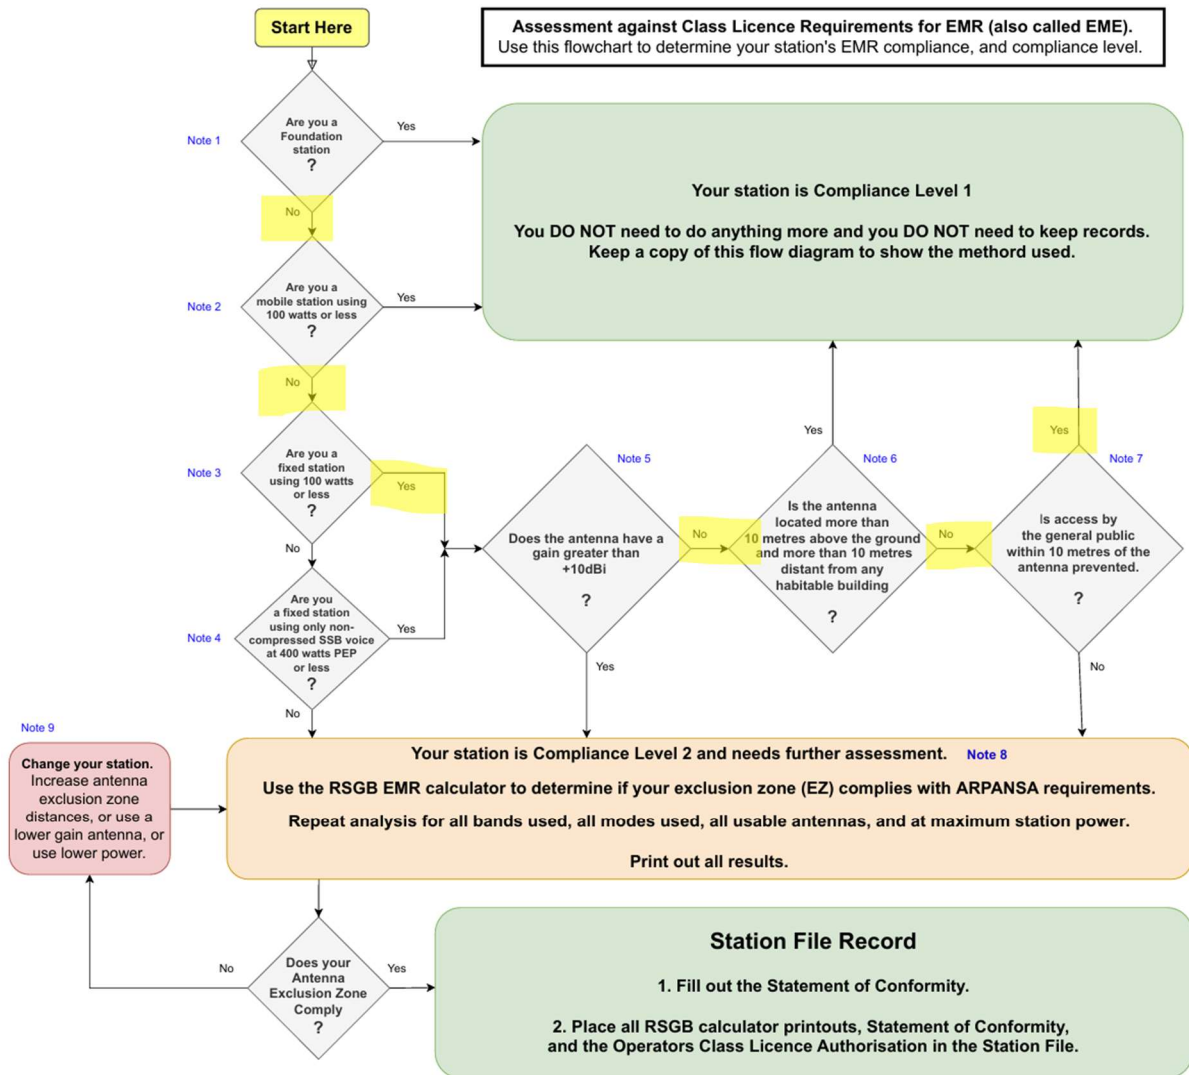 Start Here
Assessment against Class Licence Requirements for EMR (also called EME).
Use this flowchart to determine your station's EMR compliance, and compliance level.
Note 1
Are you a
Foundation
station
?
Yes
No
Your station is Compliance Level 1
You DO NOT need to do anything more and you DO NOT need to keep records.
Keep a copy of this flow diagram to show the methord used.
Note 2
Are you a
mobile station using
100 watts or less
?
Yes
No
Note 3
Are you a
fixed station
using 100 watts
or less
?
Yes
No
Note 4
Are you
a fixed station
using only non-
compressed SSB voice
at 400 watts PEP
or less
?
Yes
No
Note 5
Does the antenna have a
gain greater than
+10dBi
?
No
Yes
Note 6
Is the antenna
located more than
10 metres above the ground
and more than 10 metres
distant from any
habitable building
?
Yes
No
Note 7
Is access by
the general public
within 10 metres of the
antenna prevented.
?
Yes
No
Note 9
Change your station.
Increase antenna
exclusion zone
distances, or use a
lower gain antenna, or
use lower power.
Your station is Compliance Level 2 and needs further assessment. Note 8
Use the RSGB EMR calculator to determine if your exclusion zone (EZ) complies with ARPANSA requirements.
Repeat analysis for all bands used, all modes used, all usable antennas, and at maximum station power.
Print out all results.
Does your
Antenna
Exclusion Zone
Comply
?
No
Yes
Station File Record
1. Fill out the Statement of Conformity.
2. Place all RSGB calculator printouts, Statement of Conformity,
and the Operators Class Licence Authorisation in the Station File.